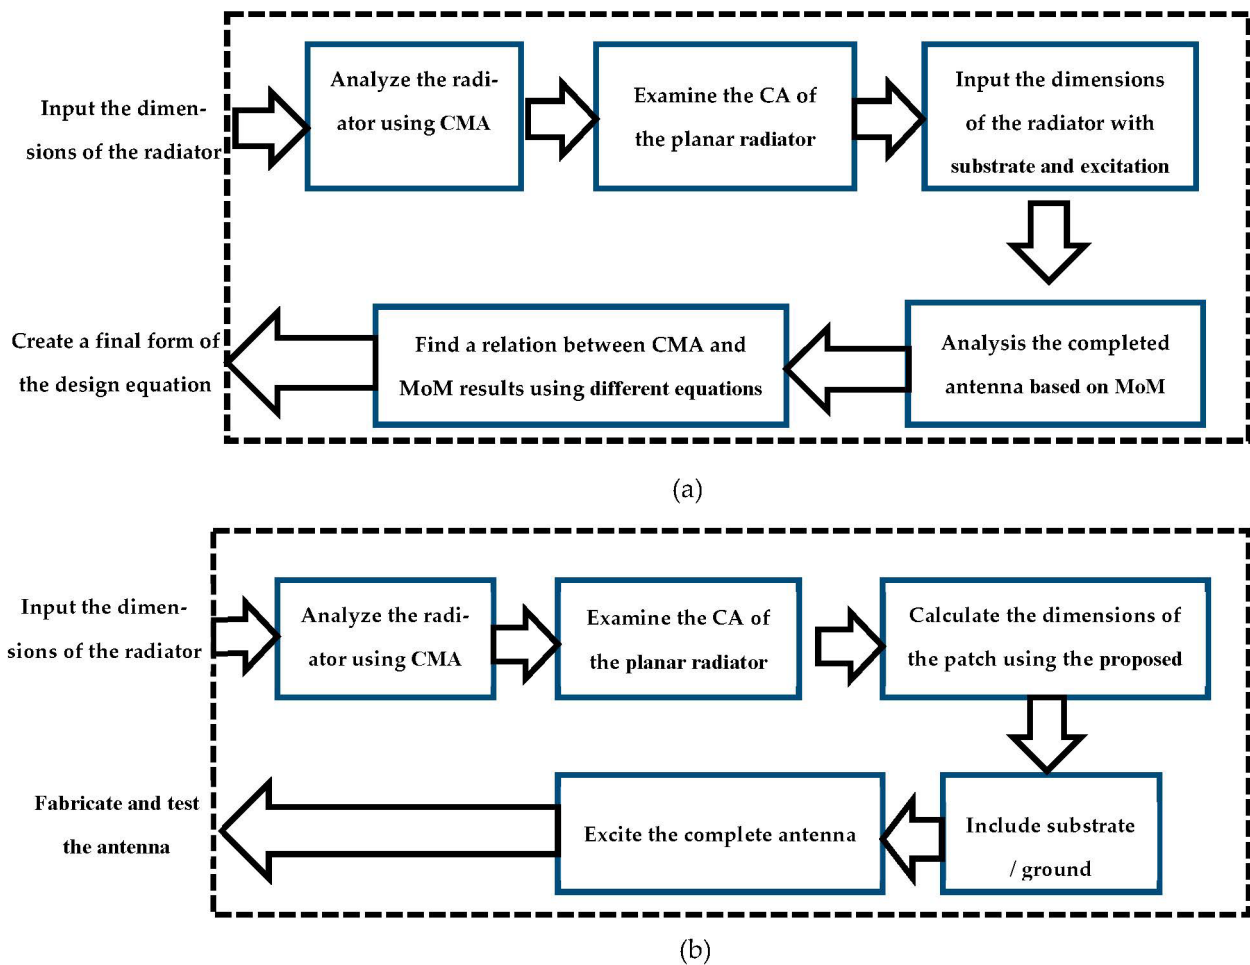 Input the dimen-
sions of the radiator
Analyze the radi-
ator using CMA
Examine the CA of
the planar radiator
Input the dimensions
of the radiator with
substrate and excitation
Create a final form of
the design equation
Find a relation between CMA and
MoM results using different equations
Analysis the completed
antenna based on MoM
(a)
Input the dimen-
sions of the radiator
Analyze the radi-
ator using CMA
Examine the CA of
the planar radiator
Calculate the dimensions of
the patch using the proposed
Fabricate and test
the antenna
Excite the complete antenna
Include substrate
/ ground
(b)